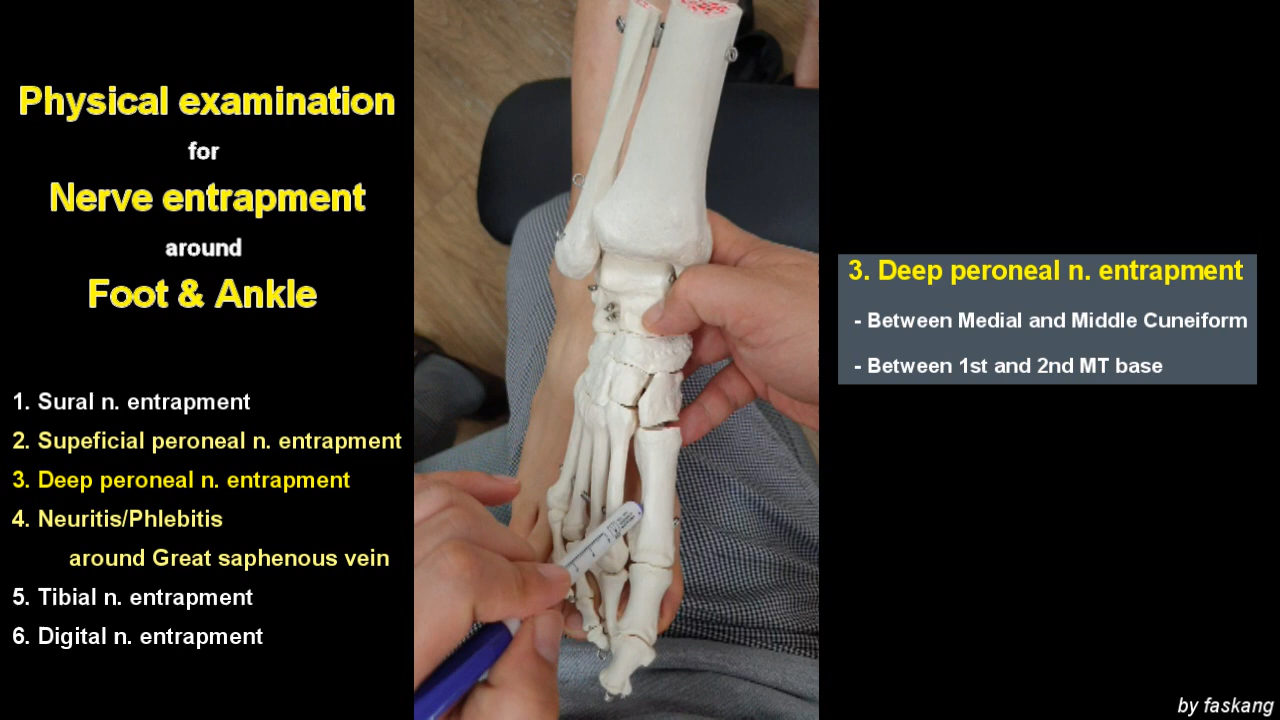 Physical examination
for
Nerve entrapment
around
Foot & Ankle
1. Sural n. entrapment
2. Supeficial peroneal n. entrapment
3. Deep peroneal n. entrapment
4. Neuritis/Phlebitis
around Great saphenous vein
5. Tibial n. entrapment
6. Digital n. entrapment
3. Deep peroneal n. entrapment
- Between Medial and Middle Cuneiform
- Between 1st and 2nd MT base
by faskang